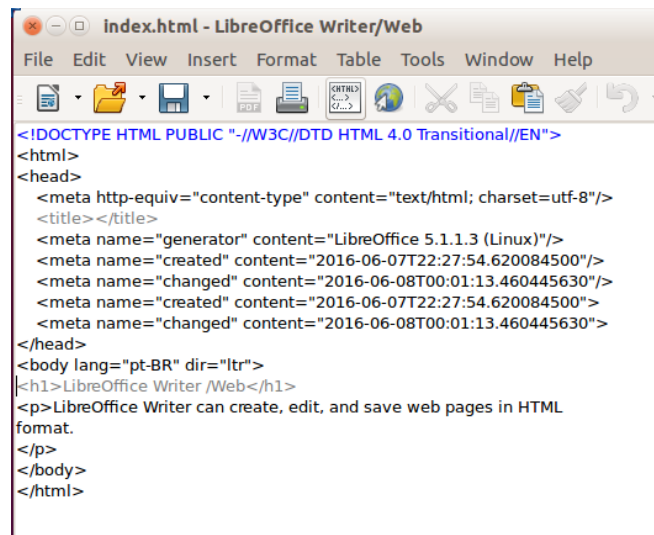 index.html - LibreOffice Writer/Web
File Edit View Insert Format Table Tools Window Help
PDF <HTML> <...> </...>
<!DOCTYPE HTML PUBLIC "-//W3C//DTD HTML 4.0 Transitional//EN">
<html>
<head>
<meta http-equiv="content-type" content="text/html; charset=utf-8"/>
<title></title>
<meta name="generator" content="LibreOffice 5.1.1.3 (Linux)"/>
<meta name="created" content="2016-06-07T22:27:54.620084500"/>
<meta name="changed" content="2016-06-08T00:01:13.460445630"/>
<meta name="created" content="2016-06-07T22:27:54.620084500">
<meta name="changed" content="2016-06-08T00:01:13.460445630">
</head>
<body lang="pt-BR" dir="ltr">
<h1>LibreOffice Writer /Web</h1>
<p>LibreOffice Writer can create, edit, and save web pages in HTML
format.
</p>
</body>
</html>